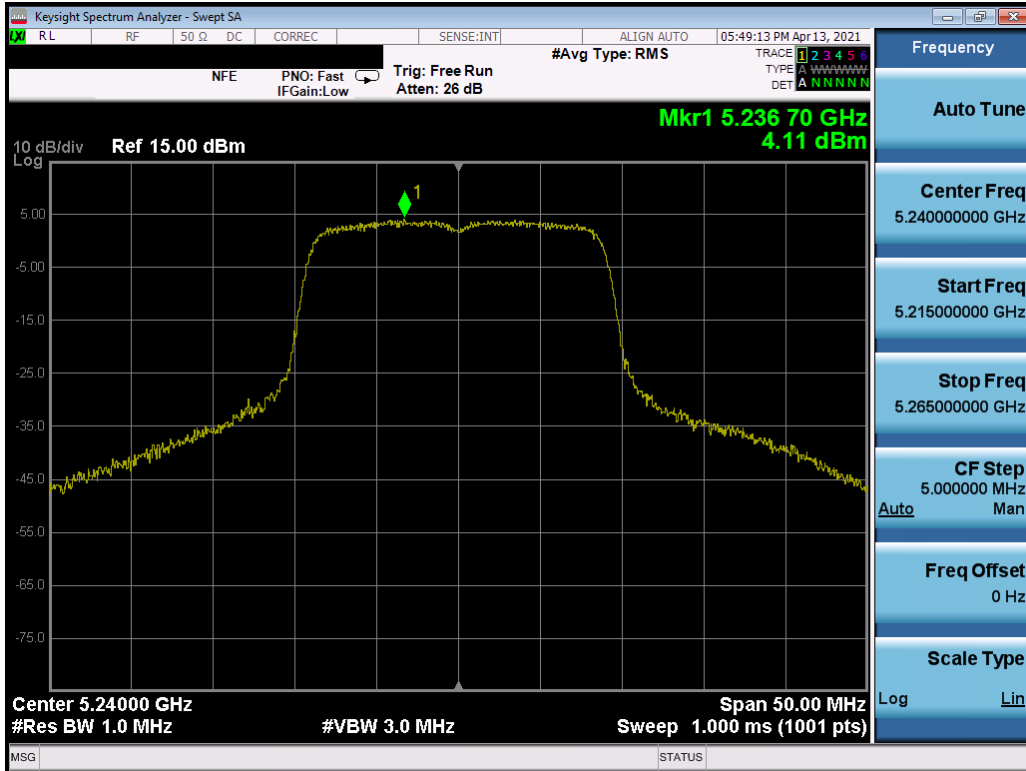 Keysight Spectrum Analyzer - Swept SA
LXI RL RF 50 Ω DC CORREC SENSE:INT ALIGN AUTO 05:49:13 PM Apr 13, 2021
NFE PNO: Fast IFGain:Low
Trig: Free Run
Atten: 26 dB
#Avg Type: RMS
TRACE 1 2 3 4 5 6
TYPE A WWWWW
DET A N N N N N
Mkr1 5.236 70 GHz
4.11 dBm
10 dB/div Ref 15.00 dBm
Log
1
5.00
-5.00
-15.0
-25.0
-35.0
-45.0
-55.0
-65.0
-75.0
Center 5.24000 GHz Span 50.00 MHz
#Res BW 1.0 MHz #VBW 3.0 MHz Sweep 1.000 ms (1001 pts)
MSG STATUS
Frequency
Auto Tune
Center Freq
5.240000000 GHz
Start Freq
5.215000000 GHz
Stop Freq
5.265000000 GHz
CF Step
5.000000 MHz
Auto Man
Freq Offset
0 Hz
Scale Type
Log Lin